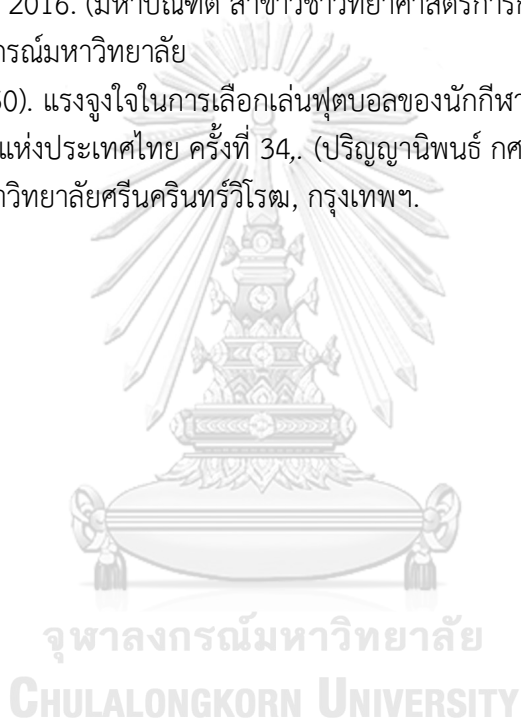 2016. (มหาบัณฑิต สาขาวิชาวิทยาศาสตร์การก
กรณ์มหาวิทยาลัย
60). แรงจูงใจในการเลือกเล่นฟุตบอลของนักกีฬา
แห่งประเทศไทย ครั้งที่ 34,. (ปริญญานิพนธ์ กศ
าวิทยาลัยศรีนครินทร์วิโรฒ, กรุงเทพฯ.
จุฬาลงกรณ์มหาวิทยาลัย
CHULALONGKORN UNIVERSITY